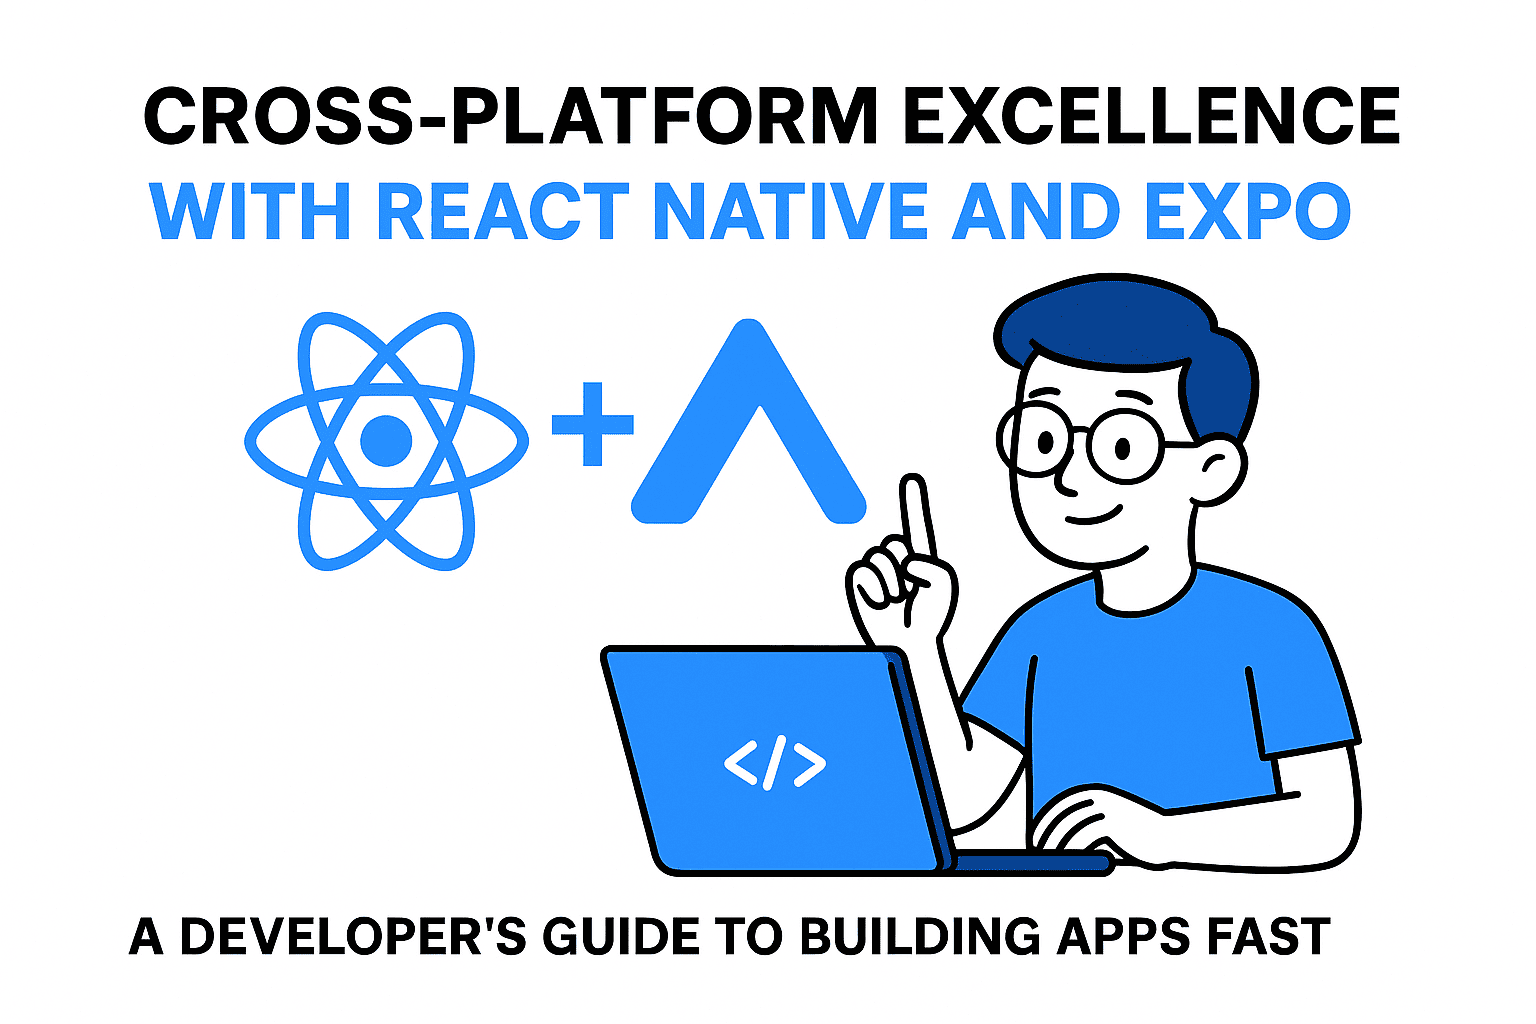 CROSS-PLATFORM EXCELLENCE
WITH REACT NATIVE AND EXPO
</>
A DEVELOPER'S GUIDE TO BUILDING APPS FAST